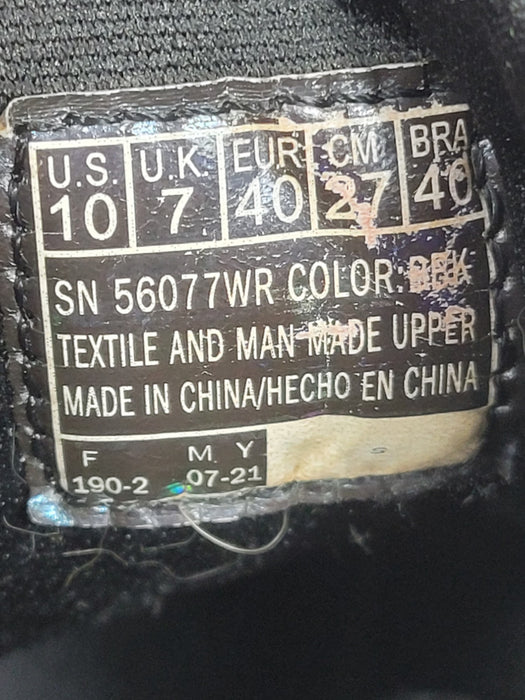 U.S. U.K. EUR CM BRA
10 7 40 27 40
SN 56077WR COLOR: BBK
TEXTILE AND MAN MADE UPPER
MADE IN CHINA/HECHO EN CHINA
F M Y
190-2 07-21
S